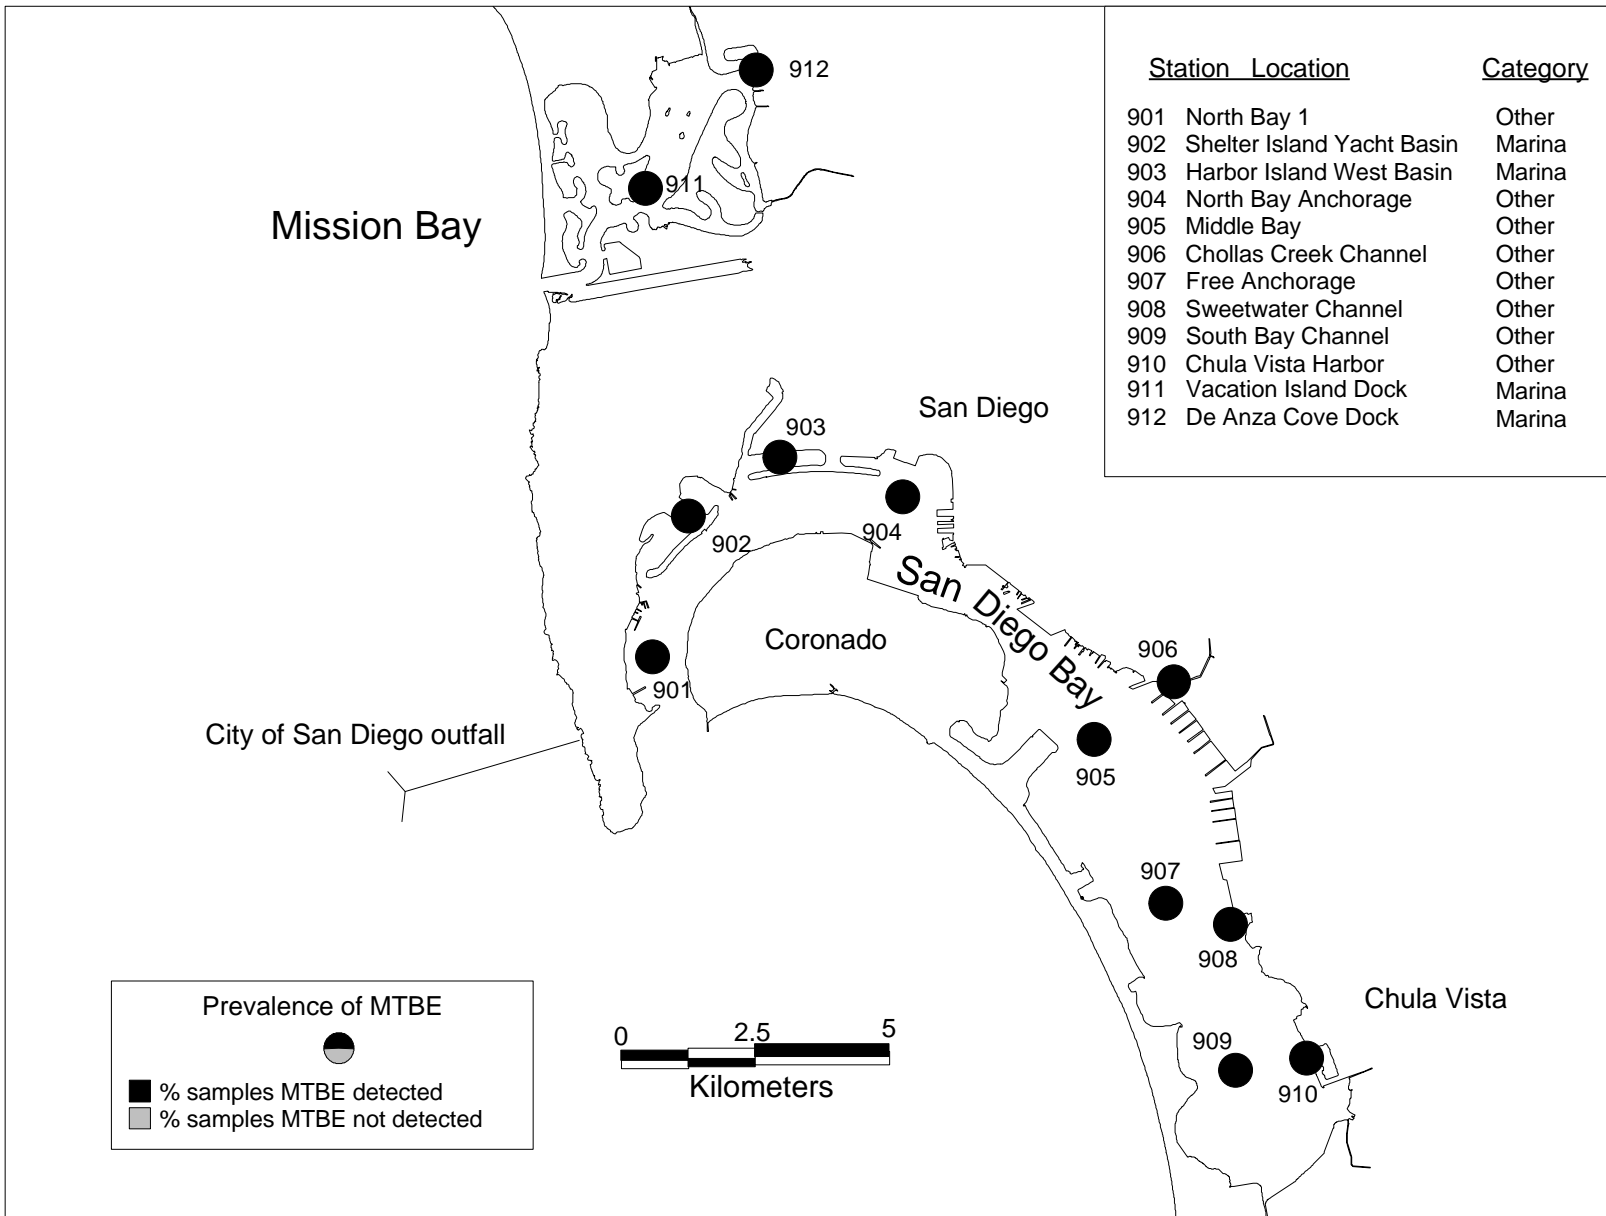 912
911
Mission Bay
Station Location Category
901 North Bay 1 Other
902 Shelter Island Yacht Basin Marina
903 Harbor Island West Basin Marina
904 North Bay Anchorage Other
905 Middle Bay Other
906 Chollas Creek Channel Other
907 Free Anchorage Other
908 Sweetwater Channel Other
909 South Bay Channel Other
910 Chula Vista Harbor Other
911 Vacation Island Dock Marina
912 De Anza Cove Dock Marina
San Diego
903
904
902
San Diego Bay
Coronado
906
901
City of San Diego outfall
905
907
908
Chula Vista
909
910
Prevalence of MTBE
% samples MTBE detected
% samples MTBE not detected
0 2.5 5
Kilometers